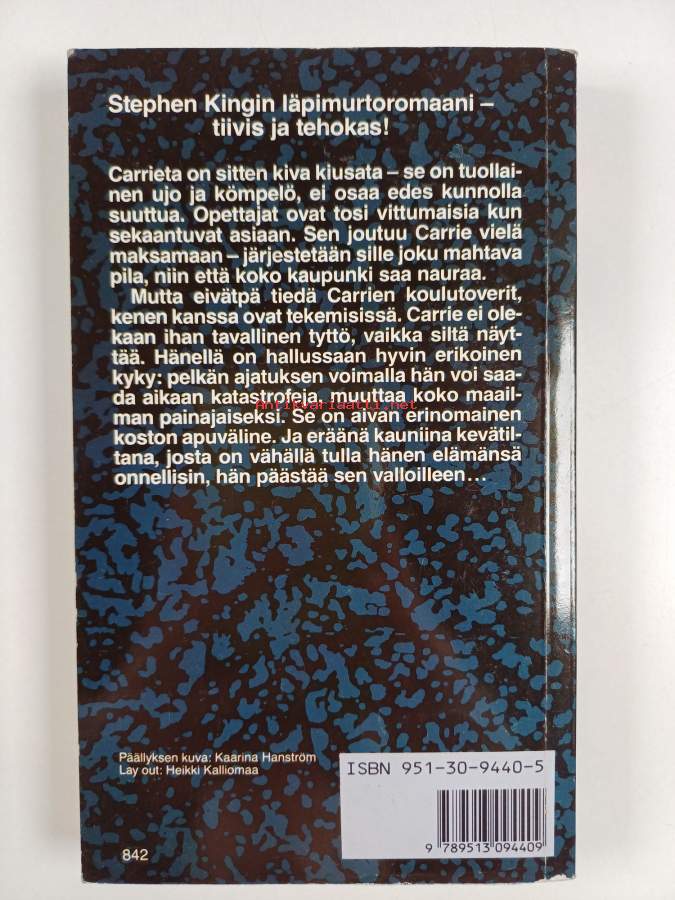 Stephen Kingin läpimurtoromaani –
tiivis ja tehokas!
Carrieta on sitten kiva kiusata – se on tuollai-
nen ujo ja kömpelö, ei osaa edes kunnolla
suuttua. Opettajat ovat tosi vittumaisia kun
sekaantuvat asiaan. Sen joutuu Carrie vielä
maksamaan – järjestetään sille joku mahtava
pila, niin että koko kaupunki saa nauraa.
Mutta eivätpä tiedä Carrien koulutoverit,
kenen kanssa ovat tekemisissä. Carrie ei ole-
kaan ihan tavallinen tyttö, vaikka siltä näyt-
tää. Hänellä on hallussaan hyvin erikoinen
kyky: pelkän ajatuksen voimalla hän voi saa-
da aikaan katastrofeja, muuttaa koko maail-
Antikvariaatti.net
man painajaiseksi. Se on aivan erinomainen
koston apuväline. Ja eräänä kauniina kevätil-
tana, josta on vähällä tulla hänen elämänsä
onnellisin, hän päästää sen valloilleen...
Päällyksen kuva: Kaarina Hanström
Lay out: Heikki Kalliomaa
ISBN 951-30-9440-5
9 789513 094409
842